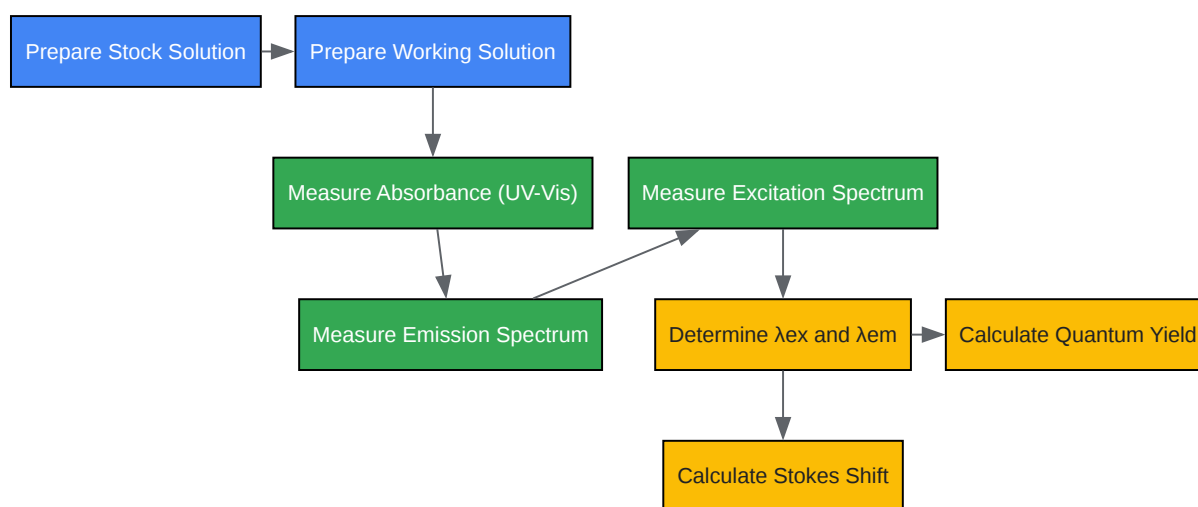 Prepare Stock Solution
Prepare Working Solution
Measure Absorbance (UV-Vis)
Measure Excitation Spectrum
Measure Emission Spectrum
Determine λex and λem
Calculate Quantum Yield
Calculate Stokes Shift